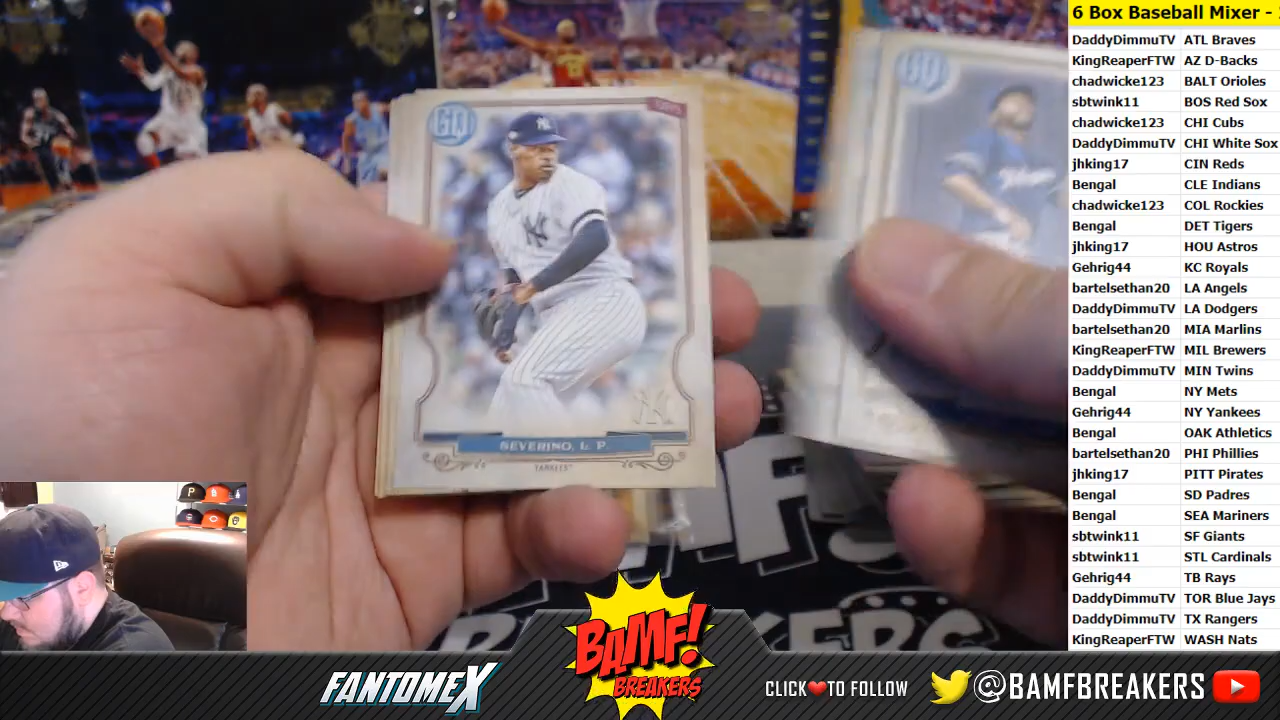 6 Box Baseball Mixer -
DaddyDimmuTV ATL Braves
KingReaperFTW AZ D-Backs
chadwicke123 BALT Orioles
sbtwink11 BOS Red Sox
chadwicke123 CHI Cubs
DaddyDimmuTV CHI White Sox
jhking17 CIN Reds
Bengal CLE Indians
chadwicke123 COL Rockies
Bengal DET Tigers
jhking17 HOU Astros
Gehrig44 KC Royals
bartelsethan20 LA Angels
DaddyDimmuTV LA Dodgers
bartelsethan20 MIA Marlins
KingReaperFTW MIL Brewers
DaddyDimmuTV MIN Twins
Bengal NY Mets
Gehrig44 NY Yankees
Bengal OAK Athletics
bartelsethan20 PHI Phillies
jhking17 PITT Pirates
Bengal SD Padres
Bengal SEA Mariners
sbtwink11 SF Giants
sbtwink11 STL Cardinals
Gehrig44 TB Rays
DaddyDimmuTV TOR Blue Jays
DaddyDimmuTV TX Rangers
KingReaperFTW WASH Nats
GQ
NY
SEVERINO, L. P.
YANKEES
GQ
FANTOMEX
BAMF!
BREAKERS
CLICK TO FOLLOW
@BAMFBREAKERS